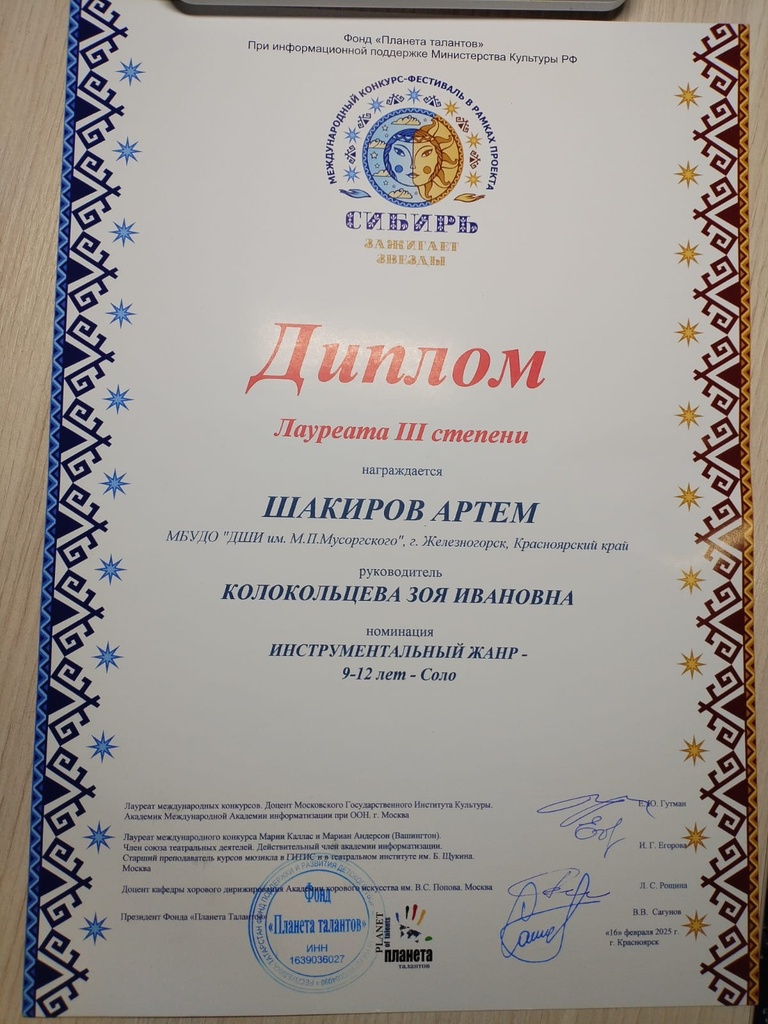 Фонд «Планета талантов»
При информационной поддержке Министерства Культуры РФ
МЕЖДУНАРОДНЫЙ КОНКУРС-ФЕСТИВАЛЬ В РАМКАХ ПРОЕКТА
СИБИРЬ
ЗАЖИГАЕТ
ЗВЕЗДЫ
Диплом
Лауреата III степени
награждается
ШАКИРОВ АРТЕМ
МБУДО "ДШИ им. М.П.Мусоргского", г. Железногорск, Красноярский край
руководитель
КОЛОКОЛЬЦЕВА ЗОЯ ИВАНОВНА
номинация
ИНСТРУМЕНТАЛЬНЫЙ ЖАНР -
9-12 лет - Соло
Лауреат международных конкурсов. Доцент Московского Государственного Института Культуры.
Академик Международной Академии информатизации при ООН. г. Москва
Е.Ю. Гутман
Лауреат международного конкурса Марии Каллас и Мариан Андерсон (Вашингтон).
Член союза театральных деятелей. Действительный член академии информатизации.
Старший преподаватель курсов мюзикла в ГИТИС и в театральном институте им. Б. Щукина.
Москва
И. Г. Егорова
Доцент кафедры хорового дирижирования Академии хорового искусства им. В.С. Попова. Москва
Л. С. Рощина
Президент Фонда «Планета Талантов»
В.В. Сагунов
«16» февраля 2025 г.
г. Красноярск
Фонд
«Планета талантов»
ИНН
1639036027
PLANET
of talents
планета
талантов